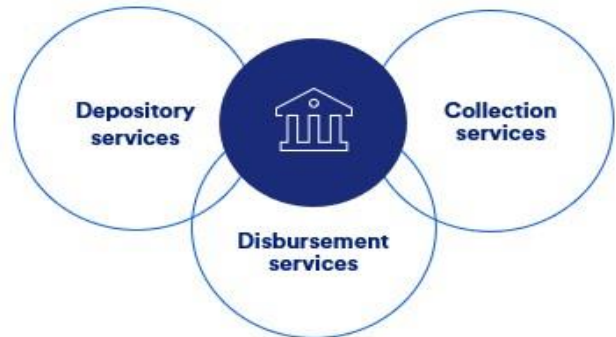 Depository
services
Collection
services
Disbursement
services